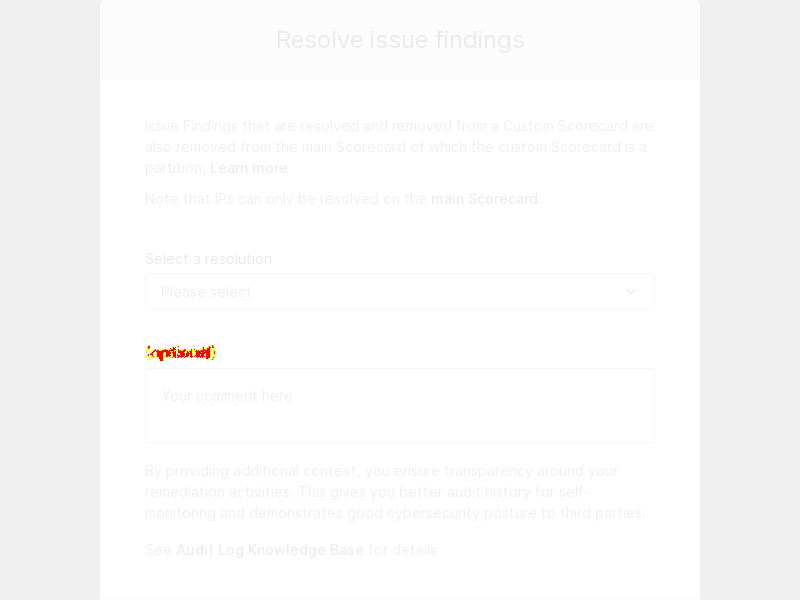 Resolve issue findings
Issue Findings that are resolved and removed from a Custom Scorecard are
also removed from the main Scorecard of which the custom Scorecard is a
partition. Learn more
Note that IPs can only be resolved on the main Scorecard.
Select a resolution
Please select
(optional)
Your comment here
By providing additional context, you ensure transparency around your
remediation activities. This gives you better audit history for self-
monitoring and demonstrates good cybersecurity posture to third parties.
See Audit Log Knowledge Base for details